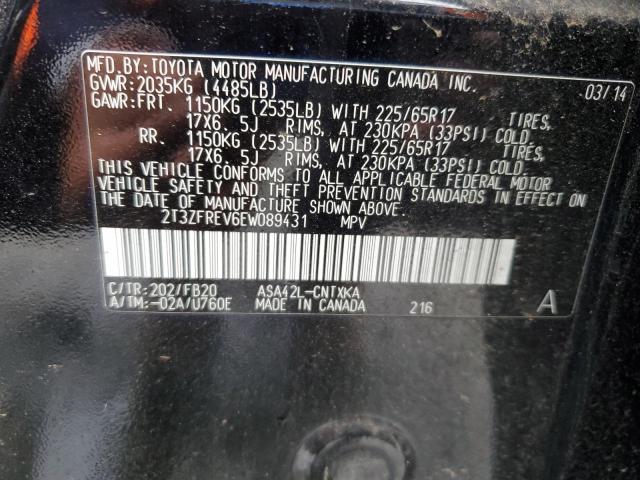 MFD.BY:TOYOTA MOTOR MANUFACTURING CANADA INC.
GVWR:2035KG (4485LB) 03/14
GAWR:FRT. 1150KG (2535LB) WITH 225/65R17 TIRES,
17X6. 5J RIMS, AT 230KPA (33PSI) COLD.
RR. 1150KG (2535LB) WITH 225/65R17 TIRES,
17X6. 5J RIMS, AT 230KPA (33PSI) COLD.
THIS VEHICLE CONFORMS TO ALL APPLICABLE FEDERAL MOTOR
VEHICLE SAFETY AND THEFT PREVENTION STANDARDS IN EFFECT ON
THE DATE OF MANUFACTURE SHOWN ABOVE.
2T3ZFREV6EW089431 MPV
C/TR:202/FB20 ASA42L-CNTXKA
A/TM:-02A/U760E MADE IN CANADA 216 A